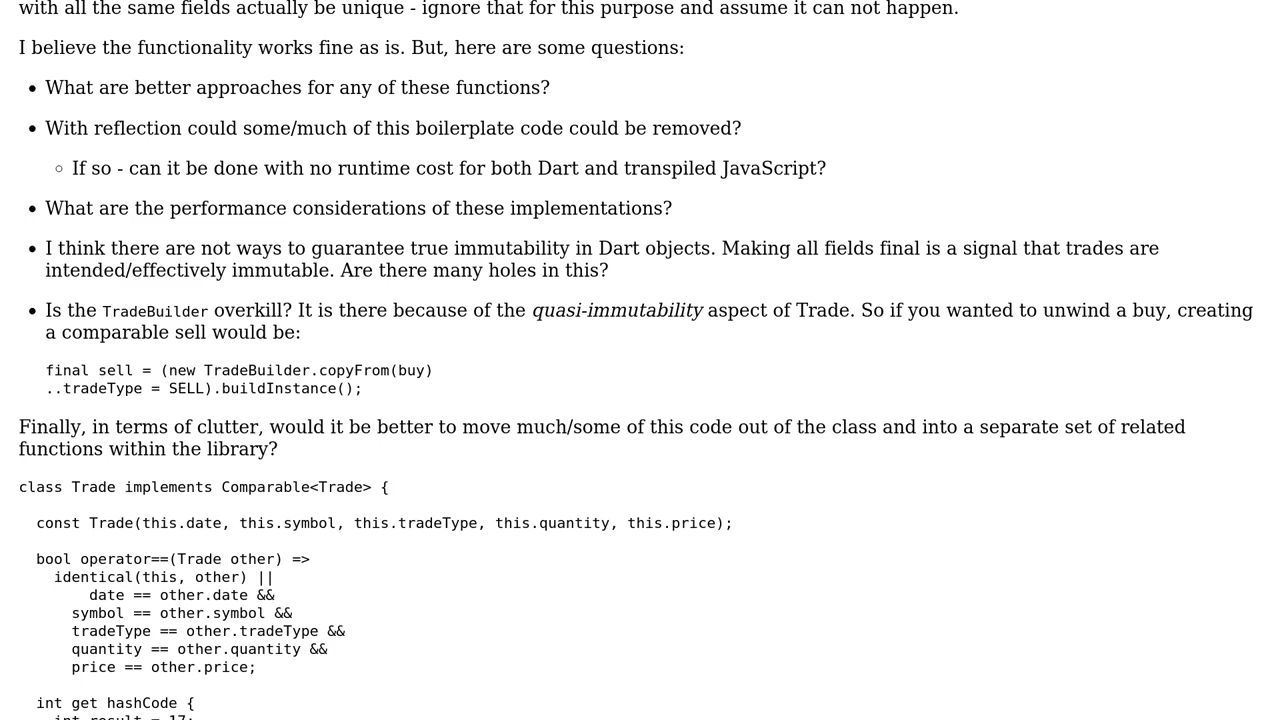 with all the same fields actually be unique - ignore that for this purpose and assume it can not happen.
I believe the functionality works fine as is. But, here are some questions:
• What are better approaches for any of these functions?
• With reflection could some/much of this boilerplate code could be removed?
◦ If so - can it be done with no runtime cost for both Dart and transpiled JavaScript?
• What are the performance considerations of these implementations?
• I think there are not ways to guarantee true immutability in Dart objects. Making all fields final is a signal that trades are
intended/effectively immutable. Are there many holes in this?
• Is the TradeBuilder overkill? It is there because of the quasi-immutability aspect of Trade. So if you wanted to unwind a buy, creating
a comparable sell would be:
final sell = (new TradeBuilder.copyFrom(buy)
..tradeType = SELL).buildInstance();
Finally, in terms of clutter, would it be better to move much/some of this code out of the class and into a separate set of related
functions within the library?
class Trade implements Comparable<Trade> {
  const Trade(this.date, this.symbol, this.tradeType, this.quantity, this.price);
  bool operator==(Trade other) =>
    identical(this, other) ||
        date == other.date &&
      symbol == other.symbol &&
      tradeType == other.tradeType &&
      quantity == other.quantity &&
      price == other.price;
  int get hashCode {
    int result = 17;